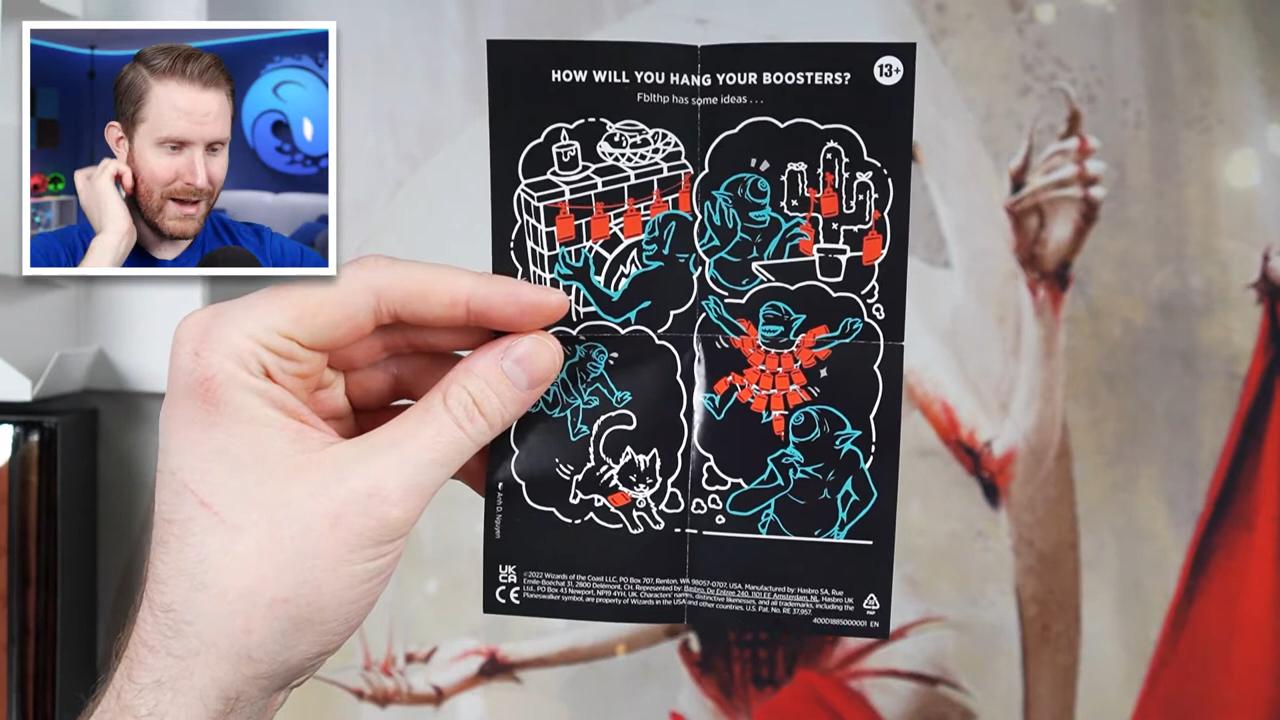 HOW WILL YOU HANG YOUR BOOSTERS?
13+
Fblthp has some ideas . . .
Anh D. Nguyen
UK
CA
CE
©2022 Wizards of the Coast LLC, PO Box 707, Renton, WA 98057-0707, USA. Manufactured by: Hasbro SA, Rue
Emile-Boéchat 31, 2800 Delémont, CH. Represented by: Hasbro, De Entree 240, 1101 EE Amsterdam, NL. Hasbro UK
Ltd., PO Box 43 Newport, NP19 4YH, UK. Characters' names, distinctive likenesses, and all trademarks, including the
Planeswalker symbol, are property of Wizards in the USA and other countries. U.S. Pat. No. RE 37,957.
PAP
400D1885000001 EN